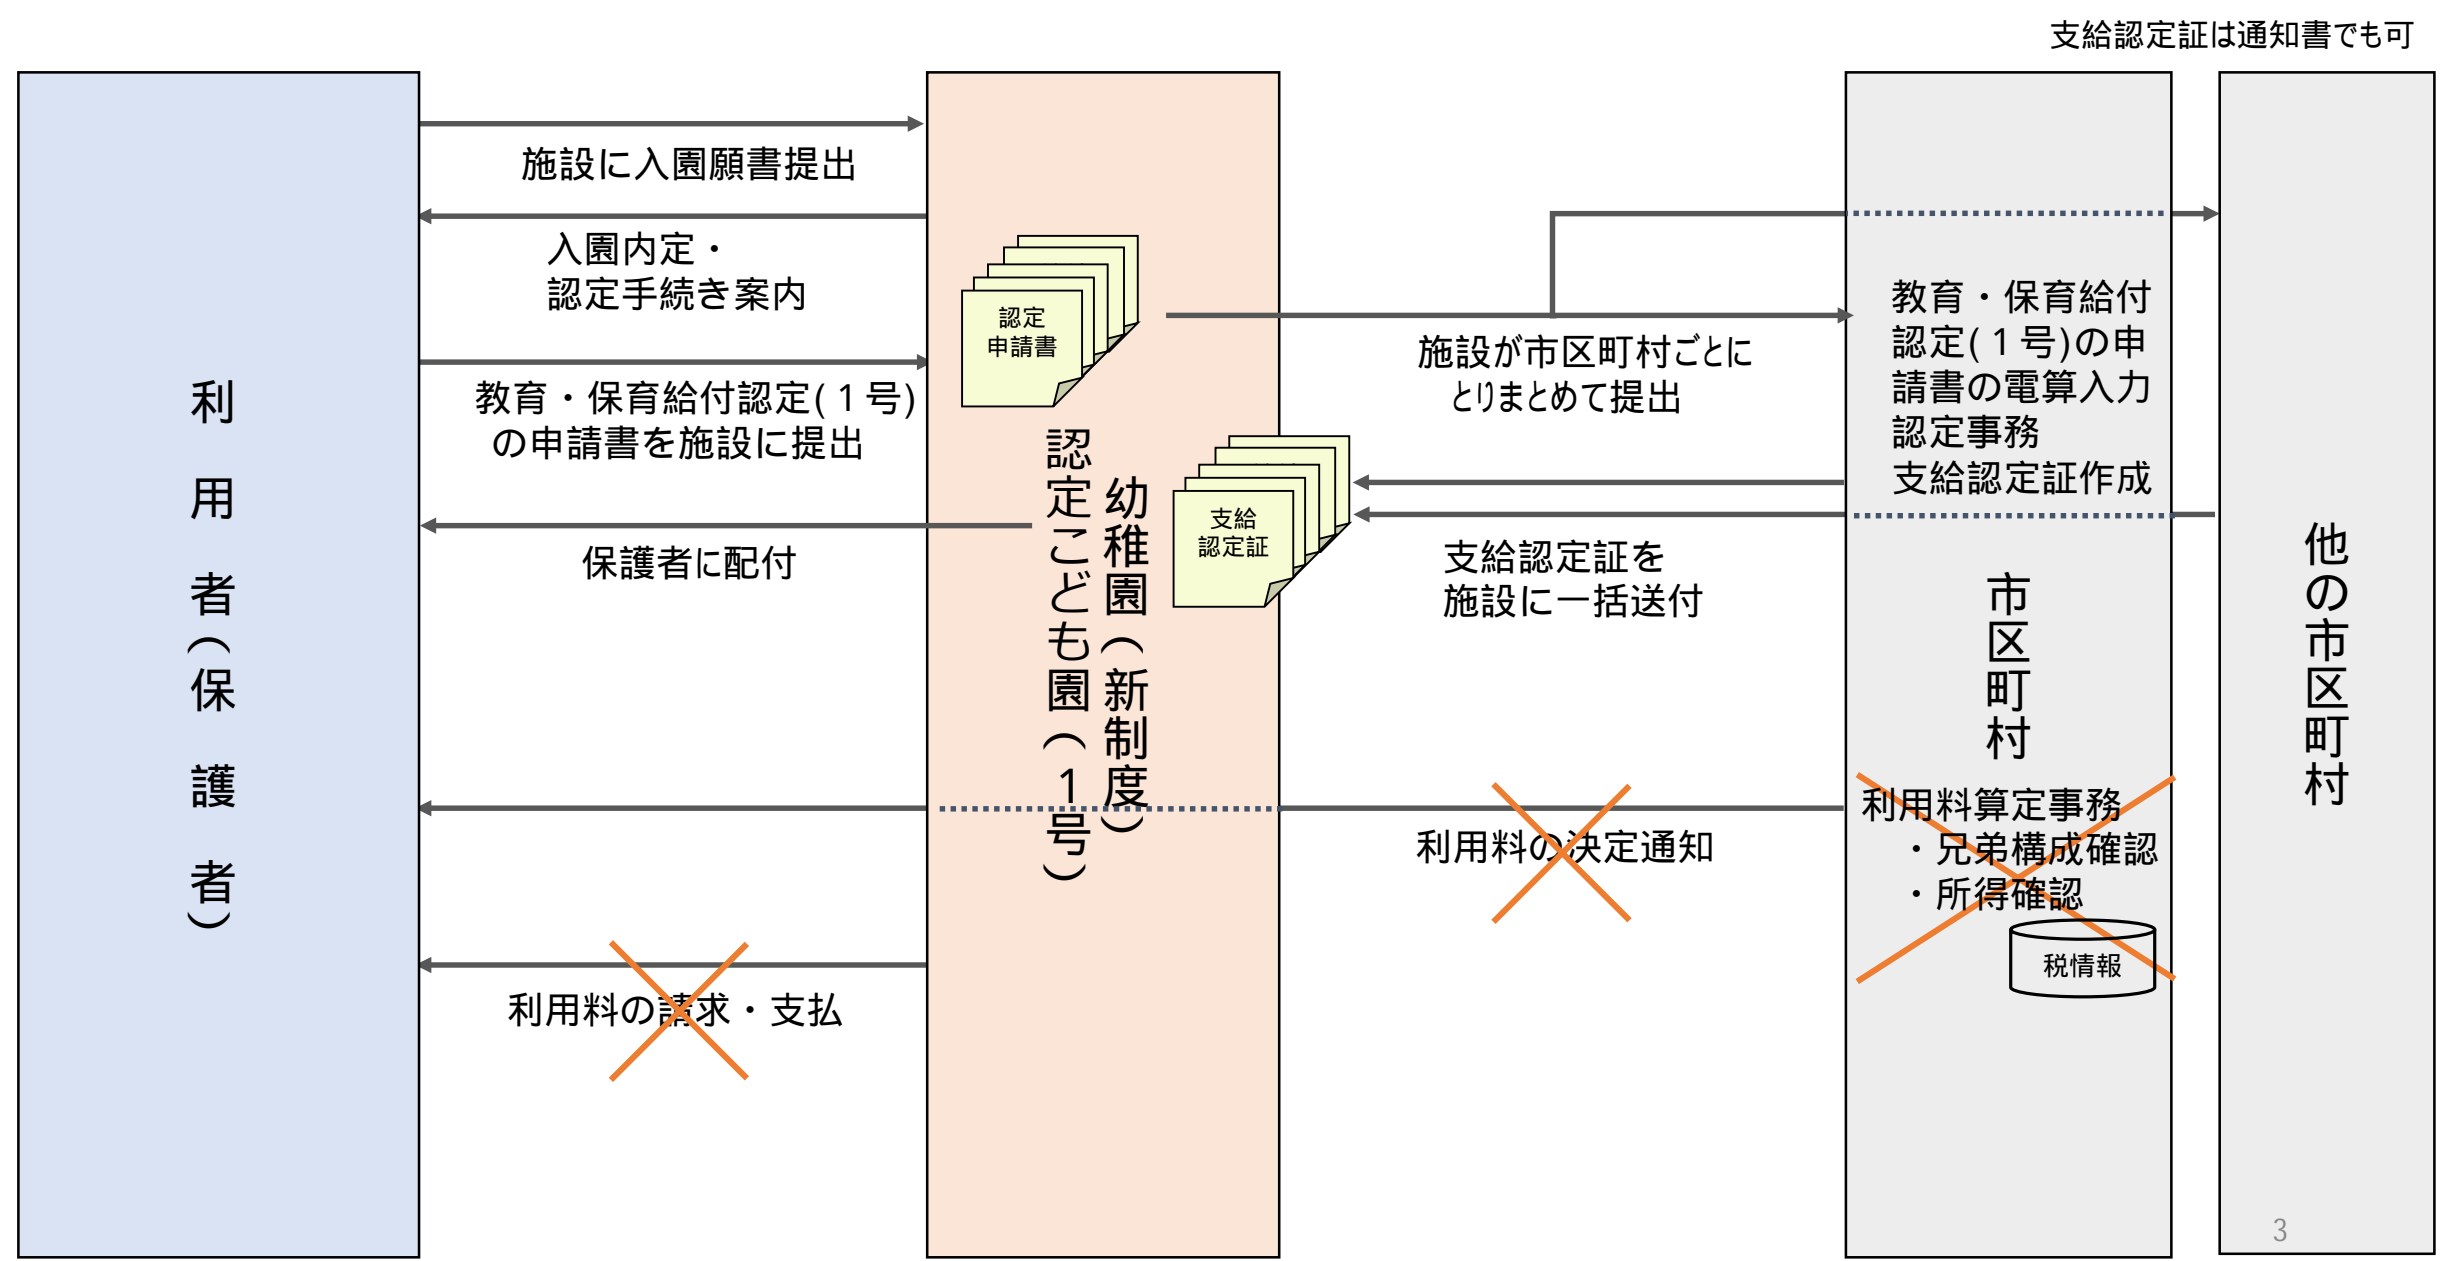 支給認定証は通知書でも可
利用者(保護者)
施設に入園願書提出
入園内定・
認定手続き案内
教育・保育給付認定(1号)
の申請書を施設に提出
保護者に配付
利用料の請求・支払
認定
申請書
幼稚園(新制度)
認定こども園(1号)
支給
認定証
施設が市区町村ごとに
とりまとめて提出
支給認定証を
施設に一括送付
利用料の決定通知
教育・保育給付
認定(1号)の申
請書の電算入力
認定事務
支給認定証作成
市区町村
利用料算定事務
・兄弟構成確認
・所得確認
税情報
他の市区町村
3